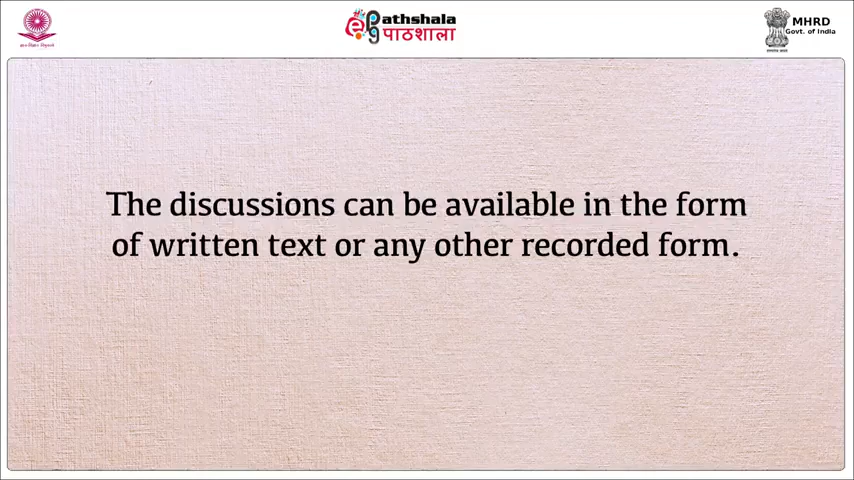 ePathshala
पाठशाला
MHRD
Govt. of India
The discussions can be available in the form
of written text or any other recorded form.